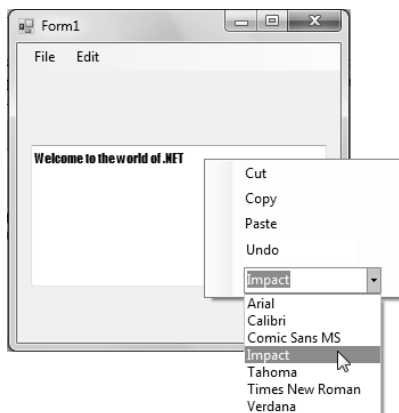 Form1
File Edit
Welcome to the world of .NET
Cut
Copy
Paste
Undo
Impact
Arial
Calibri
Comic Sans MS
Impact
Tahoma
Times New Roman
Verdana